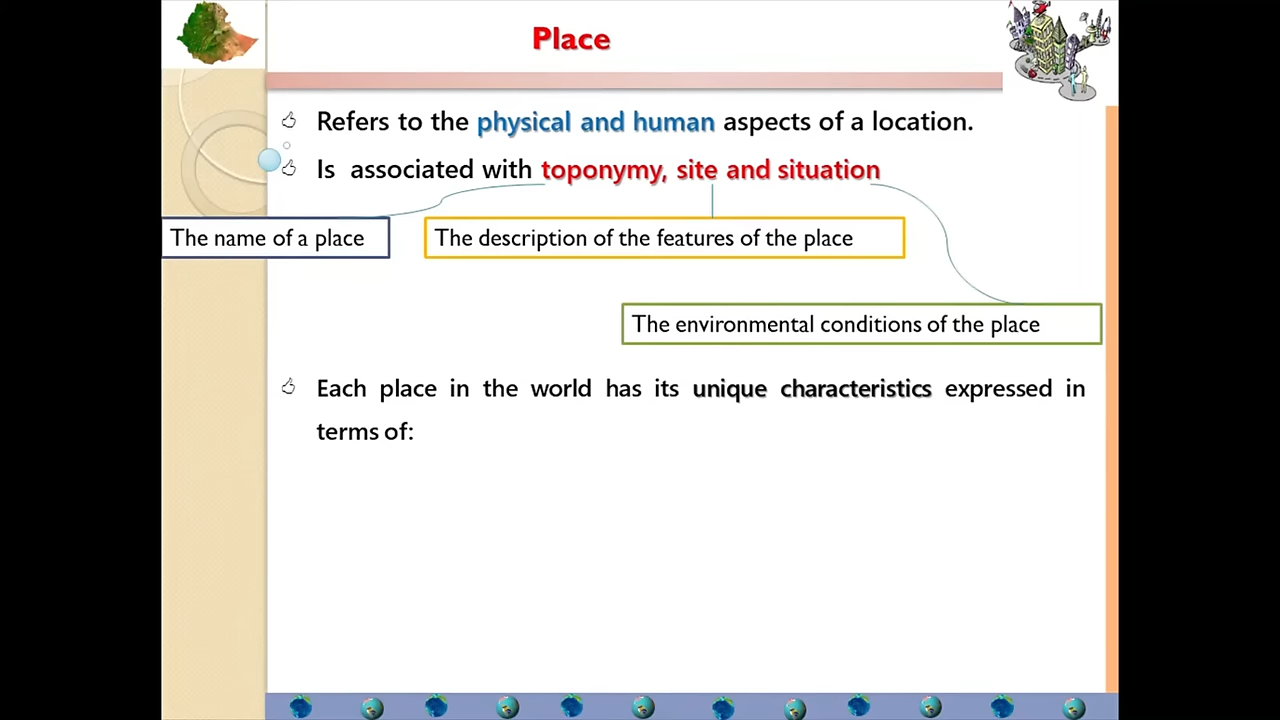 Place
Refers to the physical and human aspects of a location.
Is associated with toponymy, site and situation
The name of a place
The description of the features of the place
The environmental conditions of the place
Each place in the world has its unique characteristics expressed in
terms of: